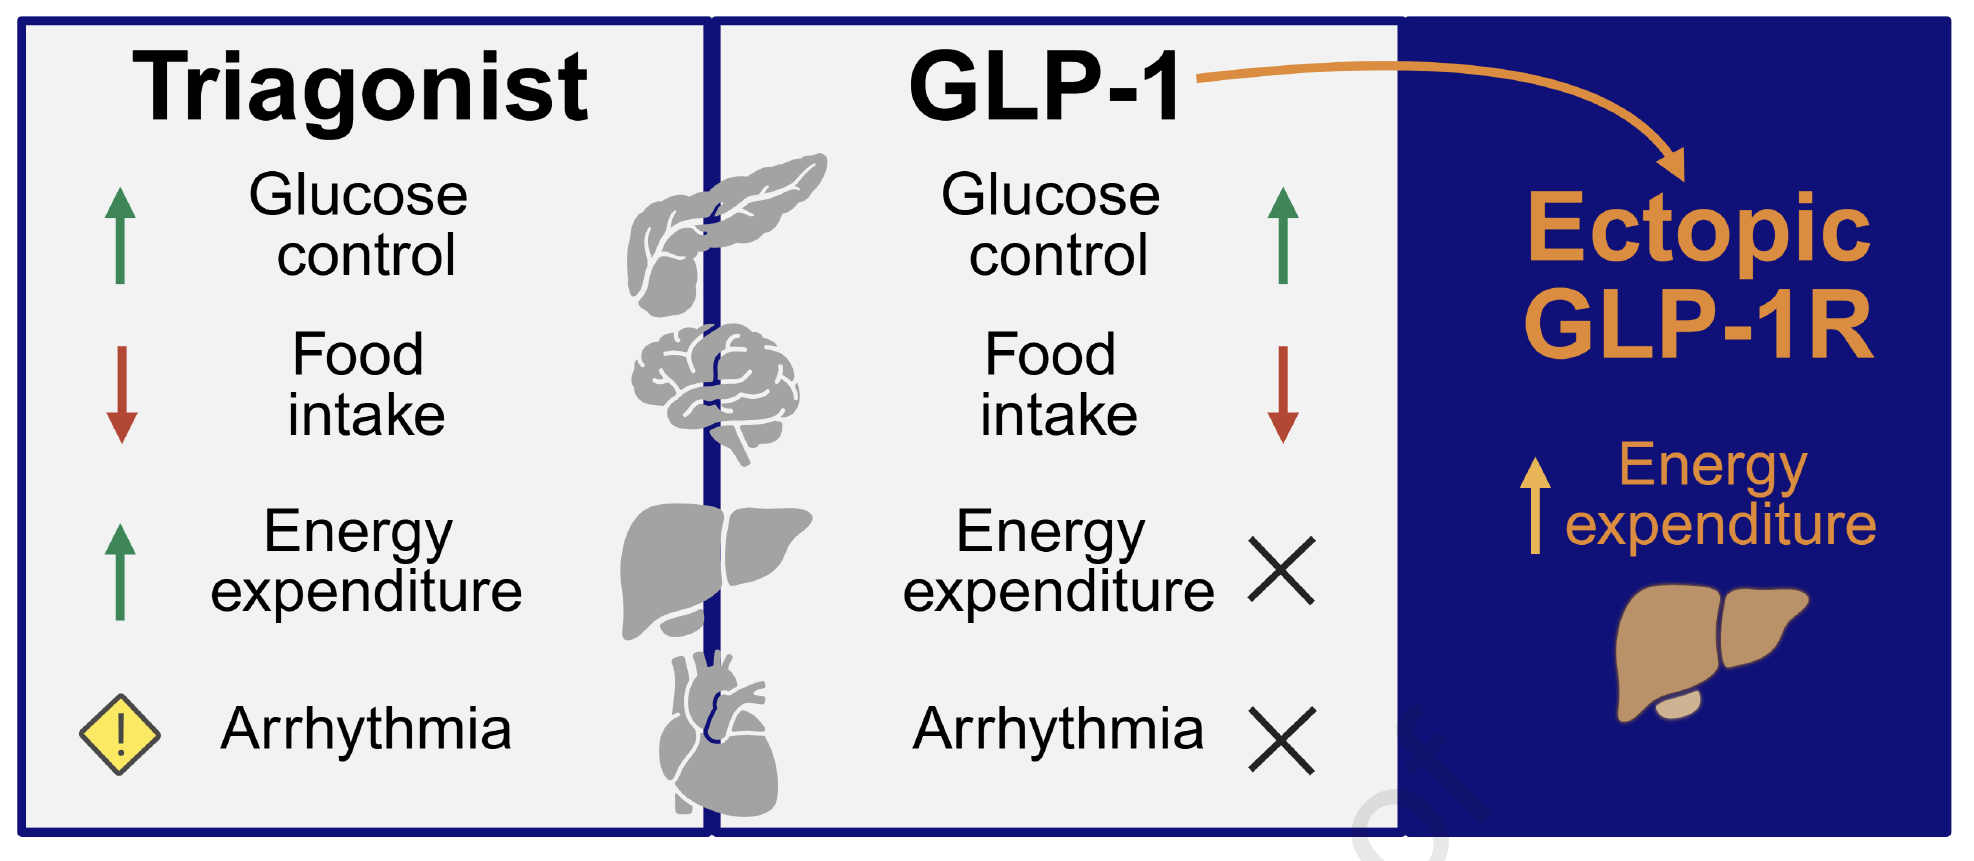 Triagonist
Glucose
control
Food
intake
Energy
expenditure
!
Arrhythmia
GLP-1
Glucose
control
Food
intake
Energy
expenditure
Arrhythmia
Ectopic
GLP-1R
Energy
expenditure
of